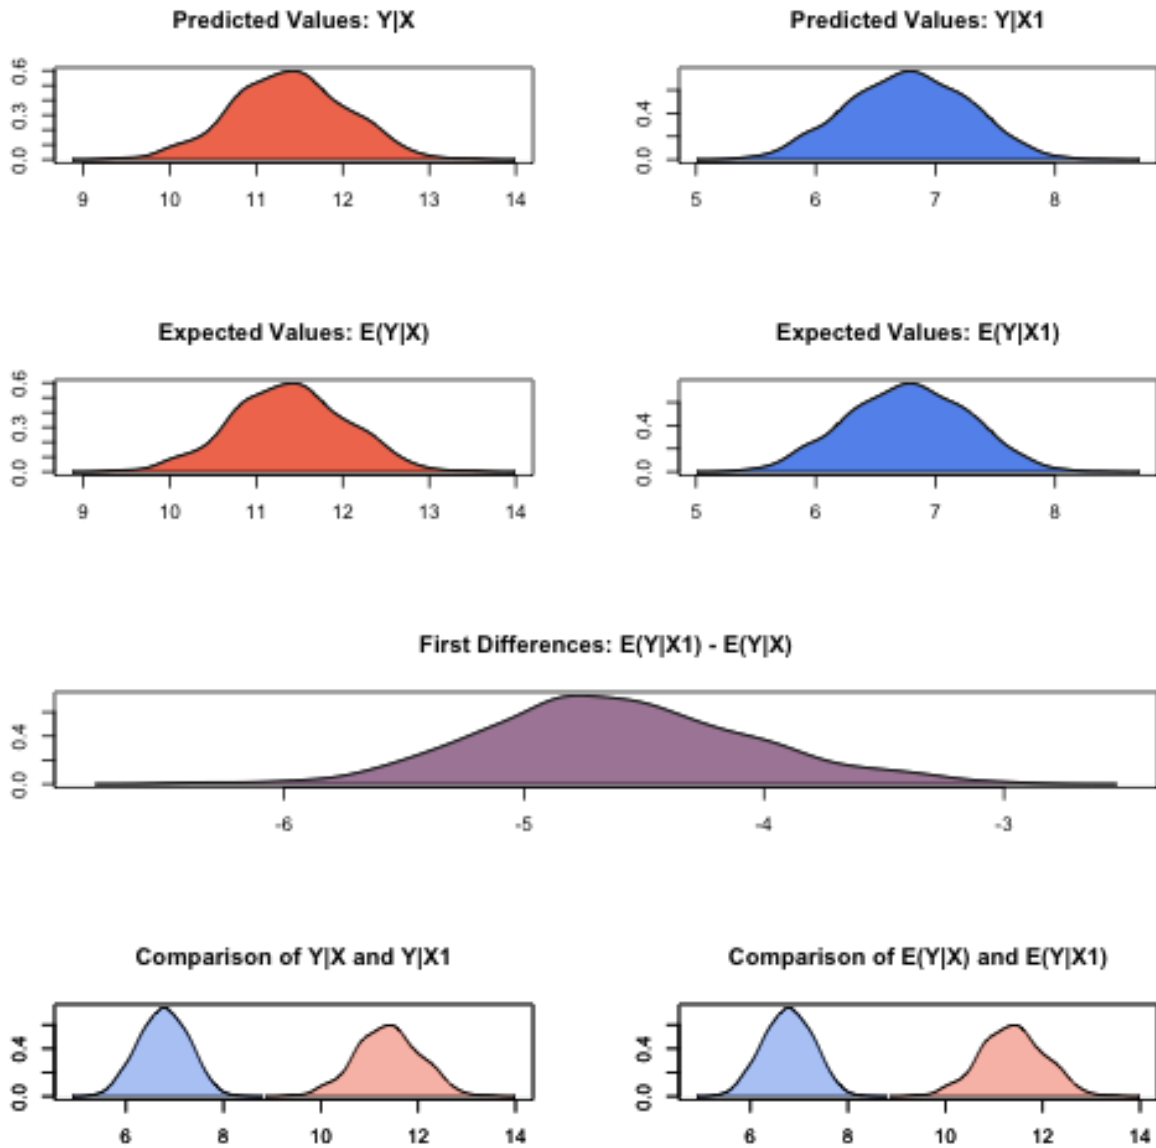 Predicted Values: Y|X
0.0 0.3 0.6
9 10 11 12 13 14
Predicted Values: Y|X1
0.0 0.4
5 6 7 8
Expected Values: E(Y|X)
0.0 0.3 0.6
9 10 11 12 13 14
Expected Values: E(Y|X1)
0.0 0.4
5 6 7 8
First Differences: E(Y|X1) - E(Y|X)
0.0 0.4
-6 -5 -4 -3
Comparison of Y|X and Y|X1
0.0 0.4
6 8 10 12 14
Comparison of E(Y|X) and E(Y|X1)
0.0 0.4
6 8 10 12 14